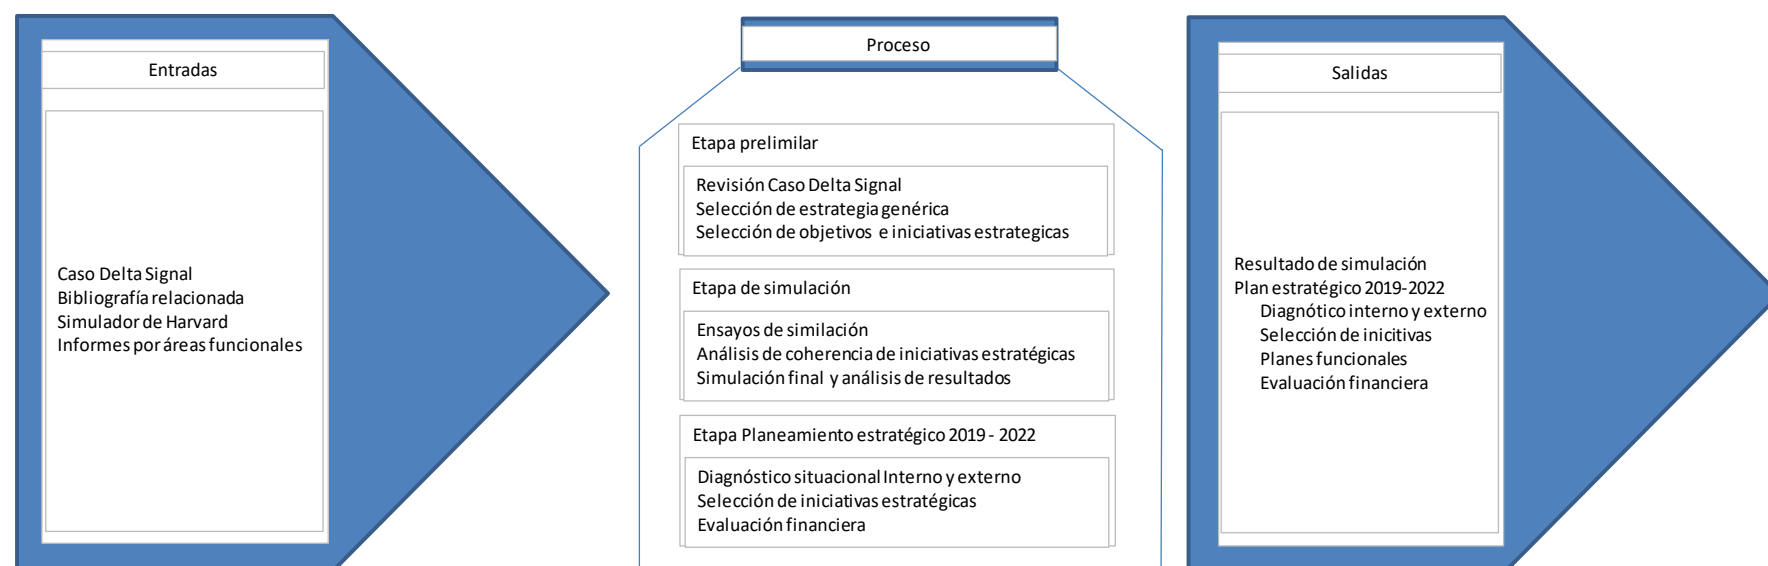 Entradas
Caso Delta Signal
Bibliografía relacionada
Simulador de Harvard
Informes por áreas funcionales
Proceso
Etapa prelimilar
Revisión Caso Delta Signal
Selección de estrategia genérica
Selección de objetivos e iniciativas estrategicas
Etapa de simulación
Ensayos de similación
Análisis de coherencia de iniciativas estratégicas
Simulación final y análisis de resultados
Etapa Planeamiento estratégico 2019 - 2022
Diagnóstico situacional Interno y externo
Selección de iniciativas estratégicas
Evaluación financiera
Salidas
Resultado de simulación
Plan estratégico 2019-2022
Diagnótico interno y externo
Selección de inicitivas
Planes funcionales
Evaluación financiera